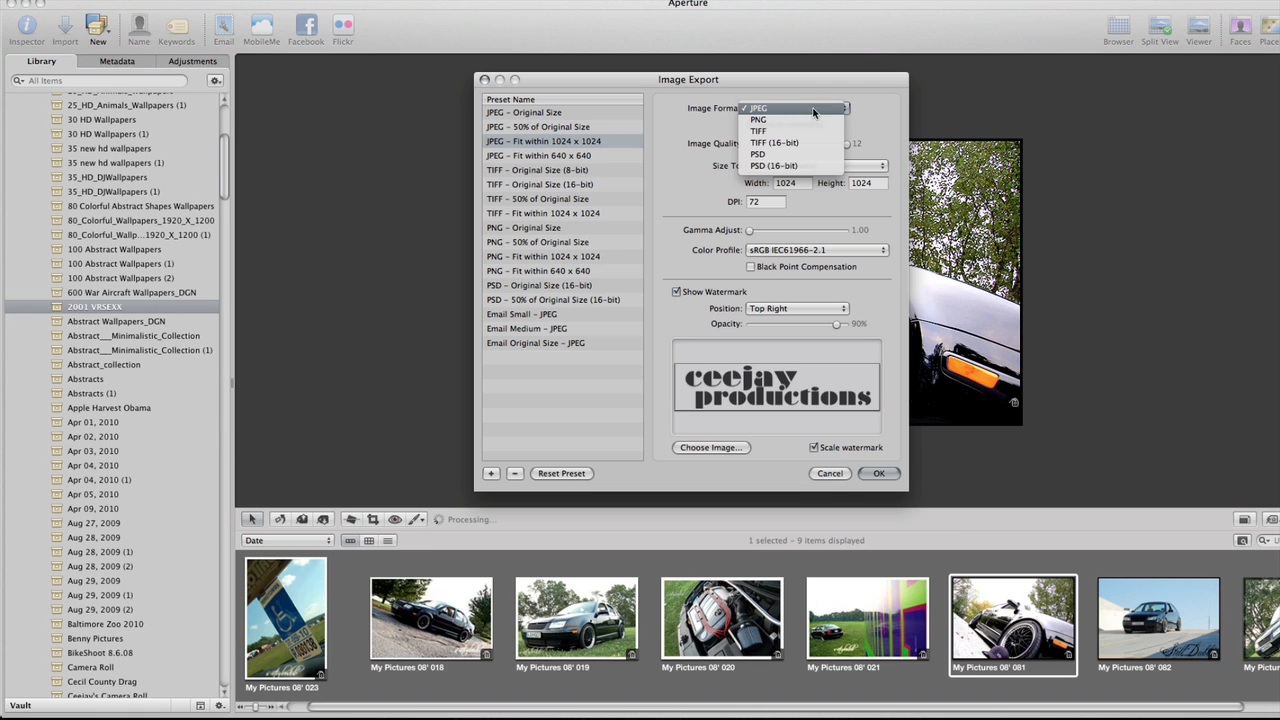 Aperture
Inspector Import New Name Keywords Email MobileMe Facebook Flickr Browser Split View Viewer Faces
Library Metadata Adjustments
All Items
25_HD_Animals_Wallpapers (1)
30 HD Wallpapers
30 HD Wallpapers (1)
35 new hd wallpapers
35 new hd wallpapers (1)
35_HD_DJWallpapers
35_HD_DJWallpapers (1)
80 Colorful Abstract Shapes Wallpapers
80_Colorful_Wallpapers_1920_X_1200
80_Colorful_Wallp...1920_X_1200 (1)
100 Abstract Wallpapers
100 Abstract Wallpapers (1)
100 Abstract Wallpapers (2)
600 War Aircraft Wallpapers_DGN
2001 VR5EXX
Abstract Wallpapers_DGN
Abstract___Minimalistic_Collection
Abstract___Minimalistic_Collection (1)
Abstract_collection
Abstracts
Abstracts (1)
Apple Harvest Obama
Apr 01, 2010
Apr 02, 2010
Apr 03, 2010
Apr 04, 2010
Apr 04, 2010 (1)
Apr 05, 2010
Apr 09, 2010
Aug 27, 2009
Aug 28, 2009
Aug 28, 2009 (1)
Aug 28, 2009 (2)
Aug 29, 2009
Aug 29, 2009 (1)
Aug 29, 2009 (2)
Baltimore Zoo 2010
Benny Pictures
BikeShoot 8.6.08
Camera Roll
Cecil County Drag
Ceejay's Camera Roll
Vault
Image Export
Preset Name
JPEG - Original Size
JPEG - 50% of Original Size
JPEG - Fit within 1024 x 1024
JPEG - Fit within 640 x 640
TIFF - Original Size (8-bit)
TIFF - Original Size (16-bit)
TIFF - 50% of Original Size
TIFF - Fit within 1024 x 1024
PNG - Original Size
PNG - 50% of Original Size
PNG - Fit within 1024 x 1024
PNG - Fit within 640 x 640
PSD - Original Size (16-bit)
PSD - 50% of Original Size (16-bit)
Email Small - JPEG
Email Medium - JPEG
Email Original Size - JPEG
Reset Preset
Image Forma
✓ JPEG
PNG
TIFF
TIFF (16-bit)
PSD
PSD (16-bit)
Image Qualit 12
Size To
Width: 1024 Height: 1024
DPI: 72
Gamma Adjust: 1.00
Color Profile: sRGB IEC61966-2.1
Black Point Compensation
Show Watermark
Position: Top Right
Opacity: 90%
ceejay
productions
Choose Image... Scale watermark
Cancel OK
Processing...
Date 1 selected - 9 items displayed
My Pictures 08' 023
My Pictures 08' 018
My Pictures 08' 019
My Pictures 08' 020
My Pictures 08' 021
My Pictures 08' 081
My Pictures 08' 082